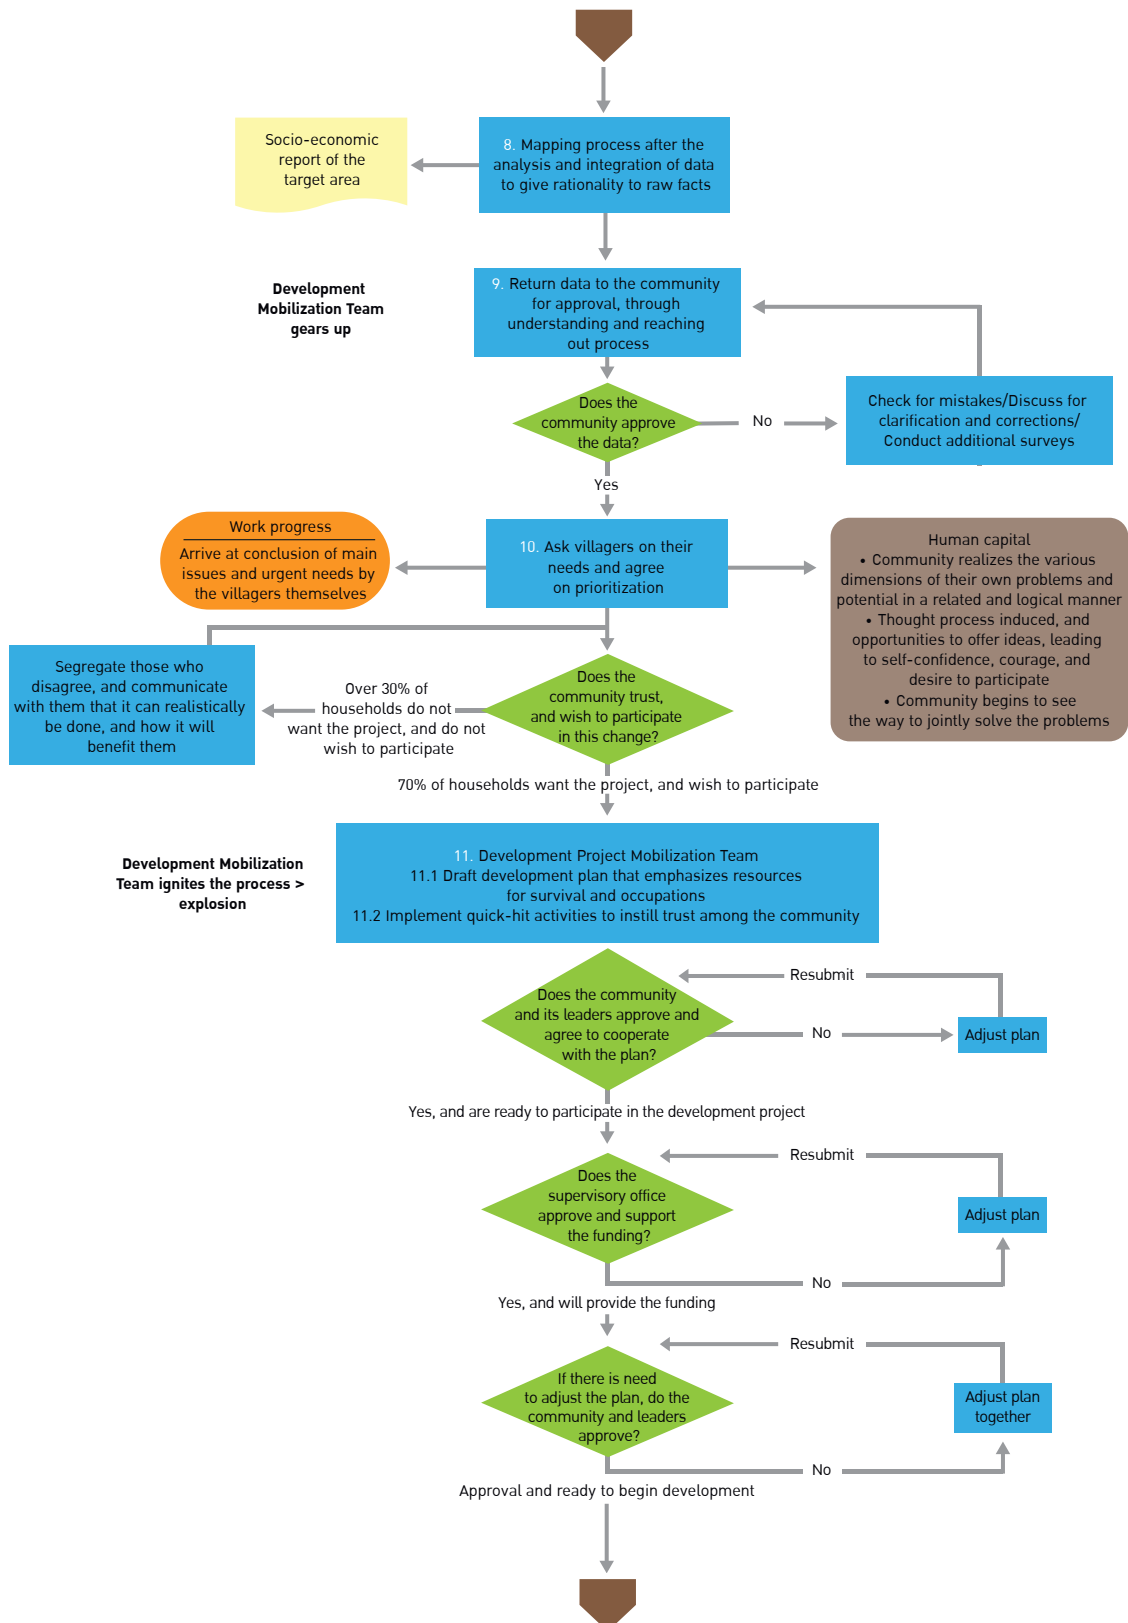 Socio-economic
report of the
target area
8. Mapping process after the
analysis and integration of data
to give rationality to raw facts
Development
Mobilization Team
gears up
9. Return data to the community
for approval, through
understanding and reaching
out process
Does the
community approve
the data?
No
Check for mistakes/Discuss for
clarification and corrections/
Conduct additional surveys
Yes
Work progress
Arrive at conclusion of main
issues and urgent needs by
the villagers themselves
10. Ask villagers on their
needs and agree
on prioritization
Human capital
• Community realizes the various
dimensions of their own problems and
potential in a related and logical manner
• Thought process induced, and
opportunities to offer ideas, leading
to self-confidence, courage, and
desire to participate
• Community begins to see
the way to jointly solve the problems
Segregate those who
disagree, and communicate
with them that it can realistically
be done, and how it will
benefit them
Over 30% of
households do not
want the project, and do not
wish to participate
Does the
community trust,
and wish to participate
in this change?
70% of households want the project, and wish to participate
Development Mobilization
Team ignites the process >
explosion
11. Development Project Mobilization Team
11.1 Draft development plan that emphasizes resources
for survival and occupations
11.2 Implement quick-hit activities to instill trust among the community
Does the community
and its leaders approve and
agree to cooperate
with the plan?
Resubmit
No
Adjust plan
Yes, and are ready to participate in the development project
Does the
supervisory office
approve and support
the funding?
Resubmit
Adjust plan
No
Yes, and will provide the funding
If there is need
to adjust the plan, do the
community and leaders
approve?
Resubmit
Adjust plan
together
No
Approval and ready to begin development